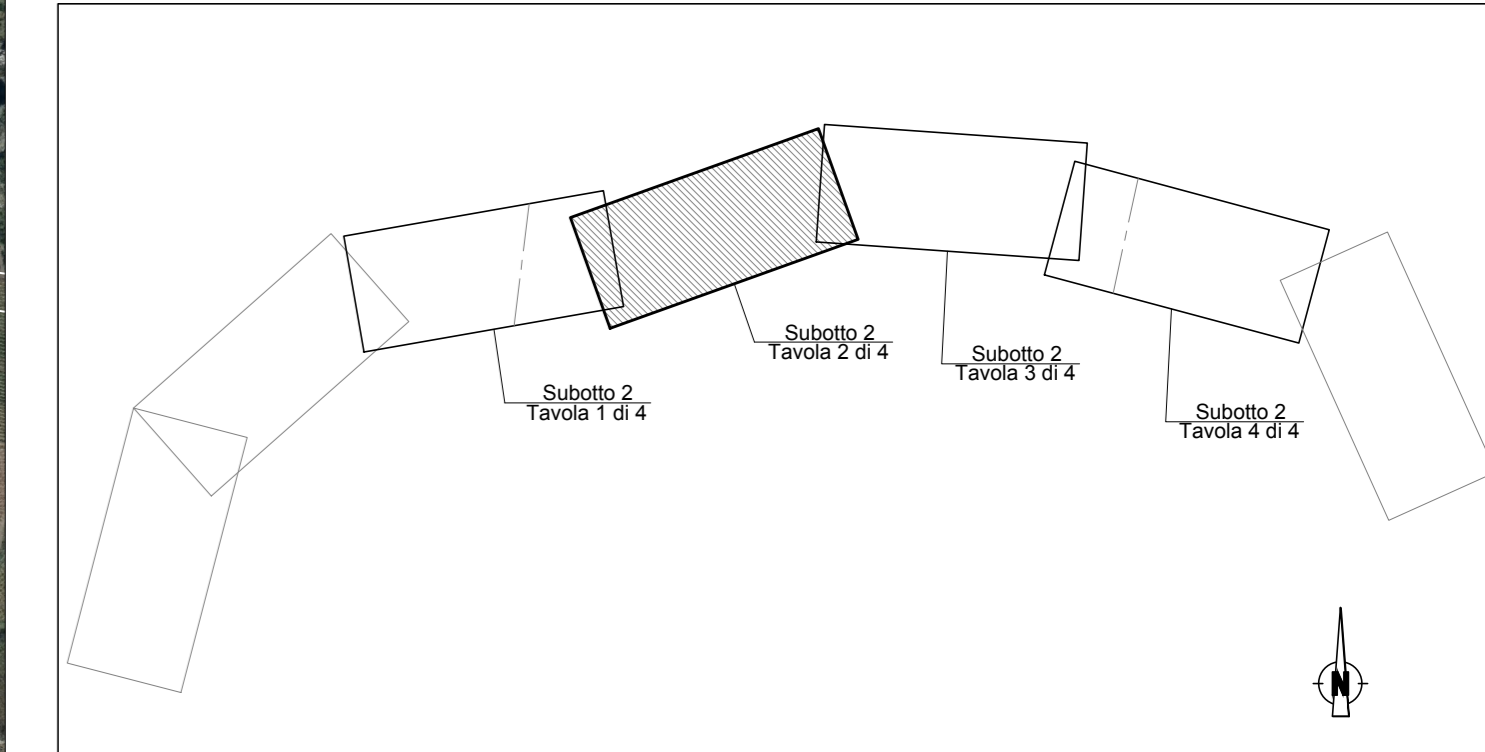 Subotto 2
Tavola 1 di 4
Subotto 2
Tavola 2 di 4
Subotto 2
Tavola 3 di 4
Subotto 2
Tavola 4 di 4
N